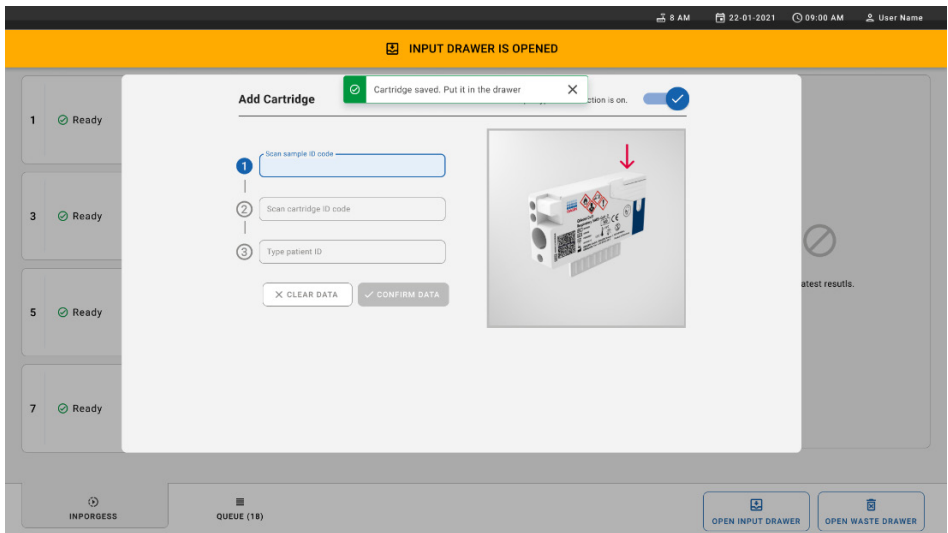 8 AM 22-01-2021 09:00 AM User Name
INPUT DRAWER IS OPENED
Cartridge saved. Put it in the drawer
Add Cartridge
ction is on.
1 Ready
3 Ready
5 Ready
7 Ready
1 Scan sample ID code
2 Scan cartridge ID code
3 Type patient ID
CLEAR DATA CONFIRM DATA
atest resutls.
INPORGESS
QUEUE (18)
OPEN INPUT DRAWER
OPEN WASTE DRAWER